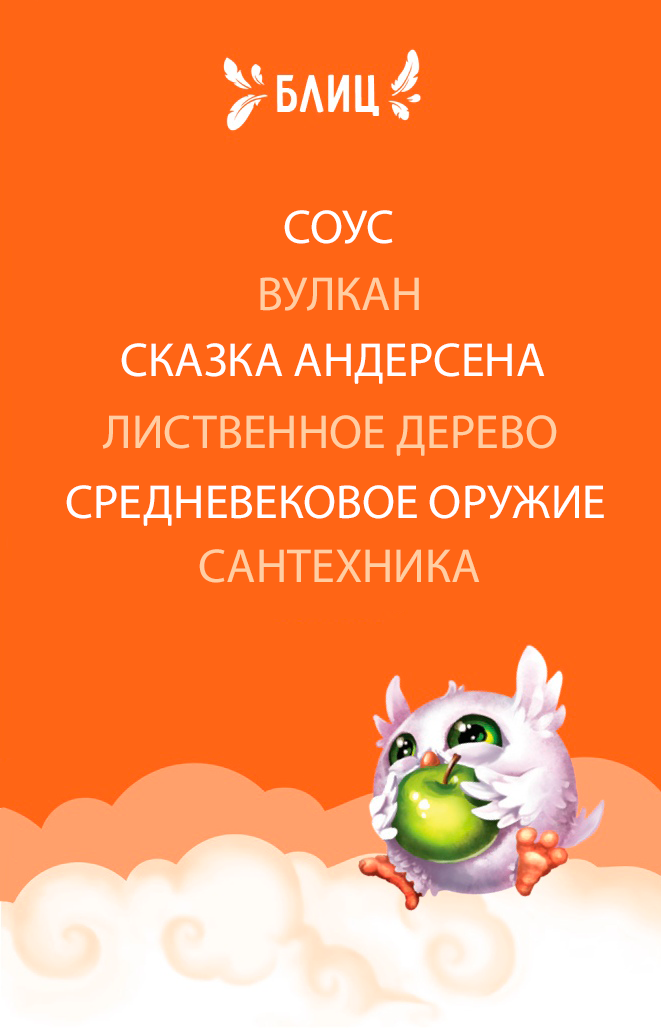 БЛИЦ
СОУС
ВУЛКАН
СКАЗКА АНДЕРСЕНА
ЛИСТВЕННОЕ ДЕРЕВО
СРЕДНЕВЕКОВОЕ ОРУЖИЕ
САНТЕХНИКА